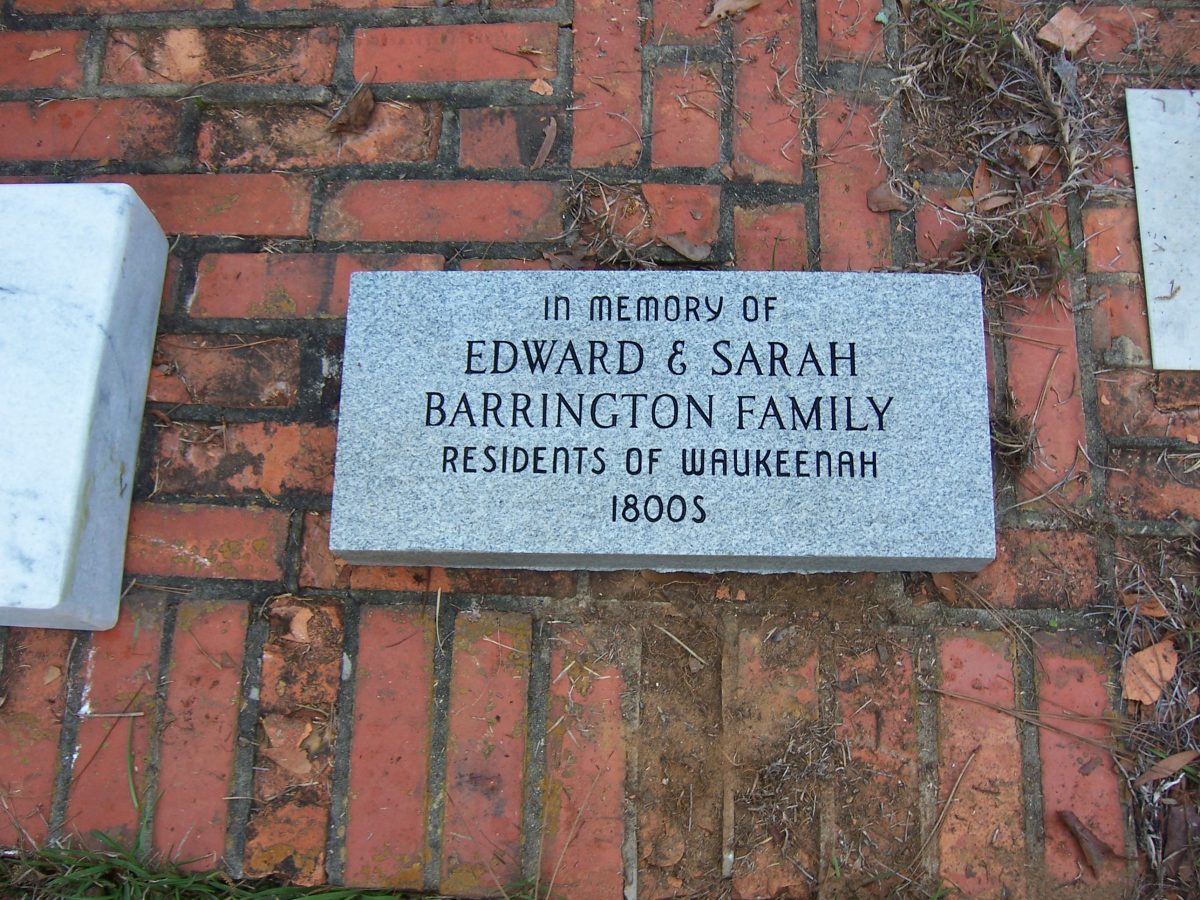 IN MEMORY OF
EDWARD & SARAH
BARRINGTON FAMILY
RESIDENTS OF WAUKEENAH
1800S